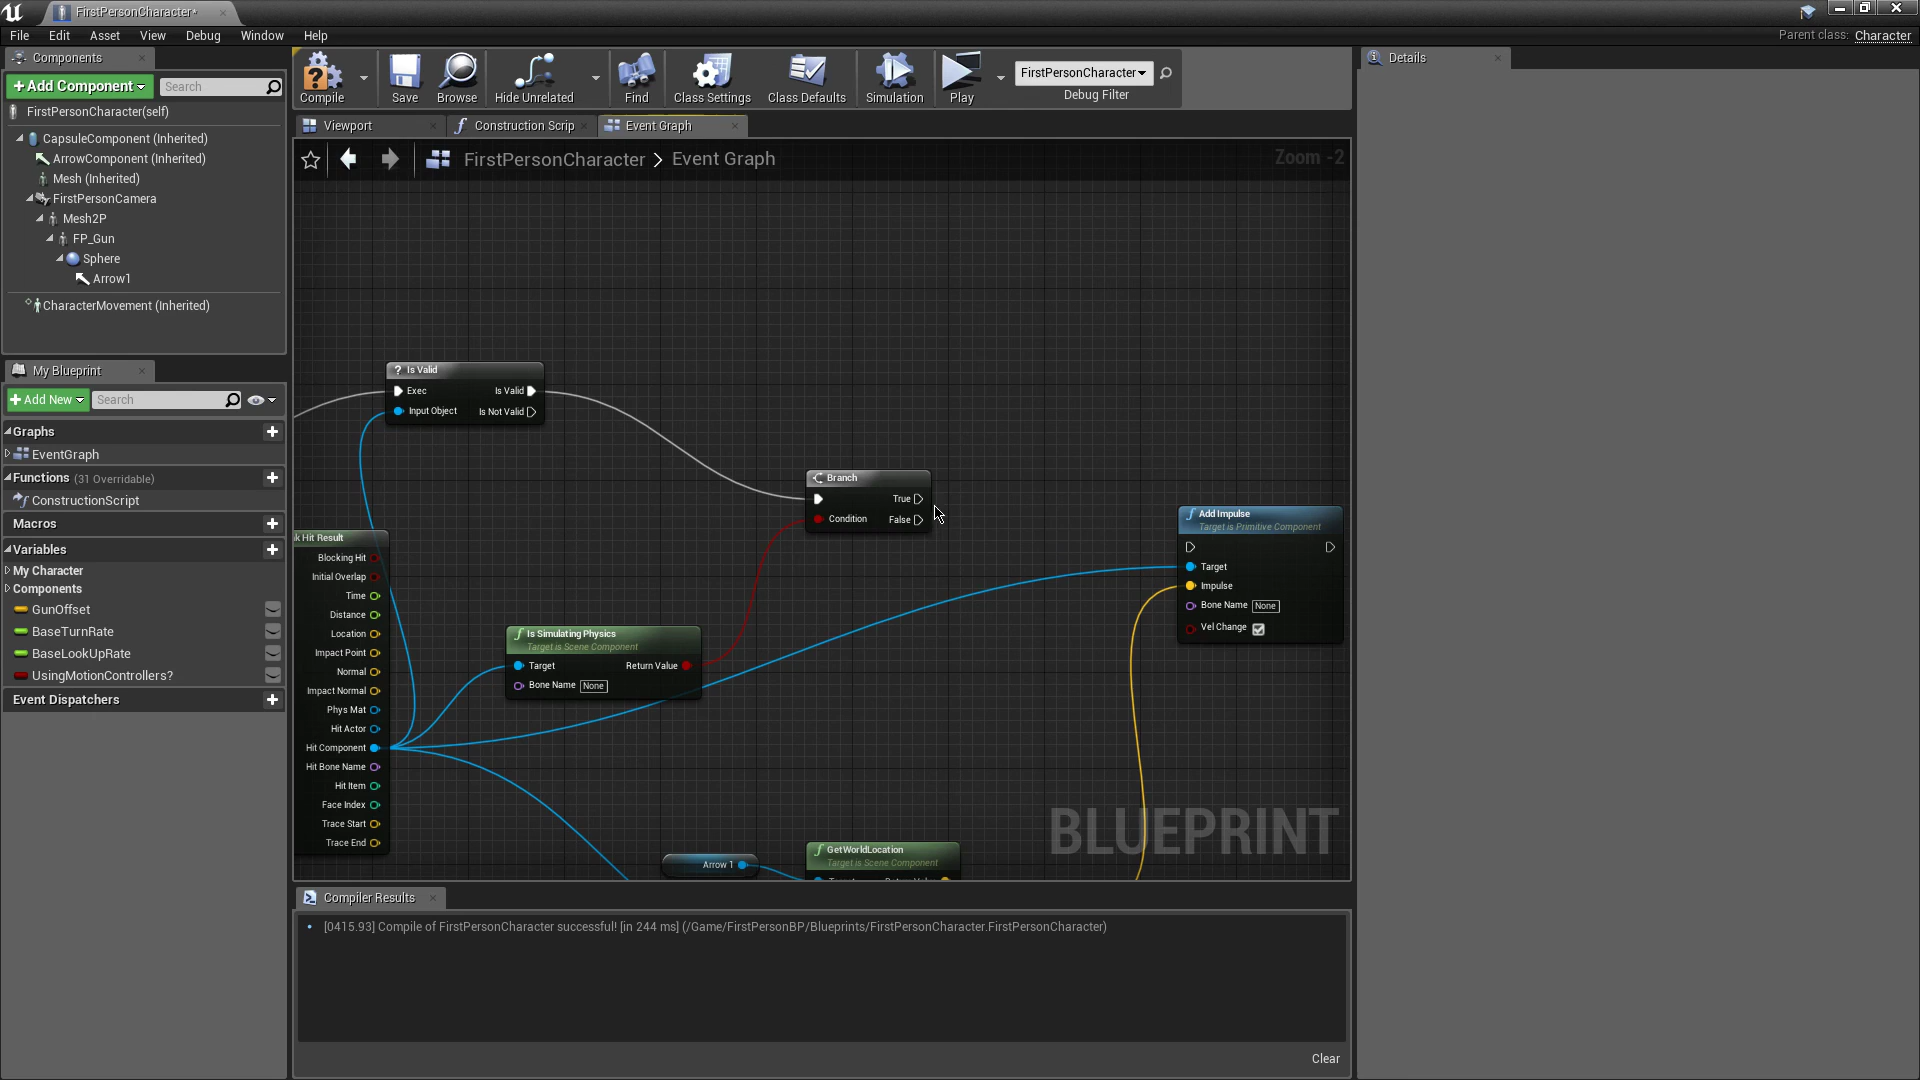 FirstPersonCharacter*
File Edit Asset View Debug Window Help
Parent class: Character
Components
+Add Component
Search
FirstPersonCharacter(self)
CapsuleComponent (Inherited)
ArrowComponent (Inherited)
Mesh (Inherited)
FirstPersonCamera
Mesh2P
FP_Gun
Sphere
Arrow1
CharacterMovement (Inherited)
My Blueprint
+Add New
Search
Graphs
EventGraph
Functions (31 Overridable)
ConstructionScript
Macros
Variables
My Character
Components
GunOffset
BaseTurnRate
BaseLookUpRate
UsingMotionControllers?
Event Dispatchers
Compile Save Browse Hide Unrelated Find Class Settings Class Defaults Simulation Play
FirstPersonCharacter
Debug Filter
Viewport
Construction Scrip
Event Graph
FirstPersonCharacter > Event Graph
Zoom -2
? Is Valid
Exec Is Valid
Input Object Is Not Valid
Branch
True
Condition False
k Hit Result
Blocking Hit
Initial Overlap
Time
Distance
Location
Impact Point
Normal
Impact Normal
Phys Mat
Hit Actor
Hit Component
Hit Bone Name
Hit Item
Face Index
Trace Start
Trace End
f Is Simulating Physics
Target is Scene Component
Target Return Value
Bone Name None
f Add Impulse
Target is Primitive Component
Target
Impulse
Bone Name None
Vel Change
Arrow 1
f GetWorldLocation
Target is Scene Component
BLUEPRINT
Compiler Results
[0415.93] Compile of FirstPersonCharacter successful! [in 244 ms] (/Game/FirstPersonBP/Blueprints/FirstPersonCharacter.FirstPersonCharacter)
Clear
Details